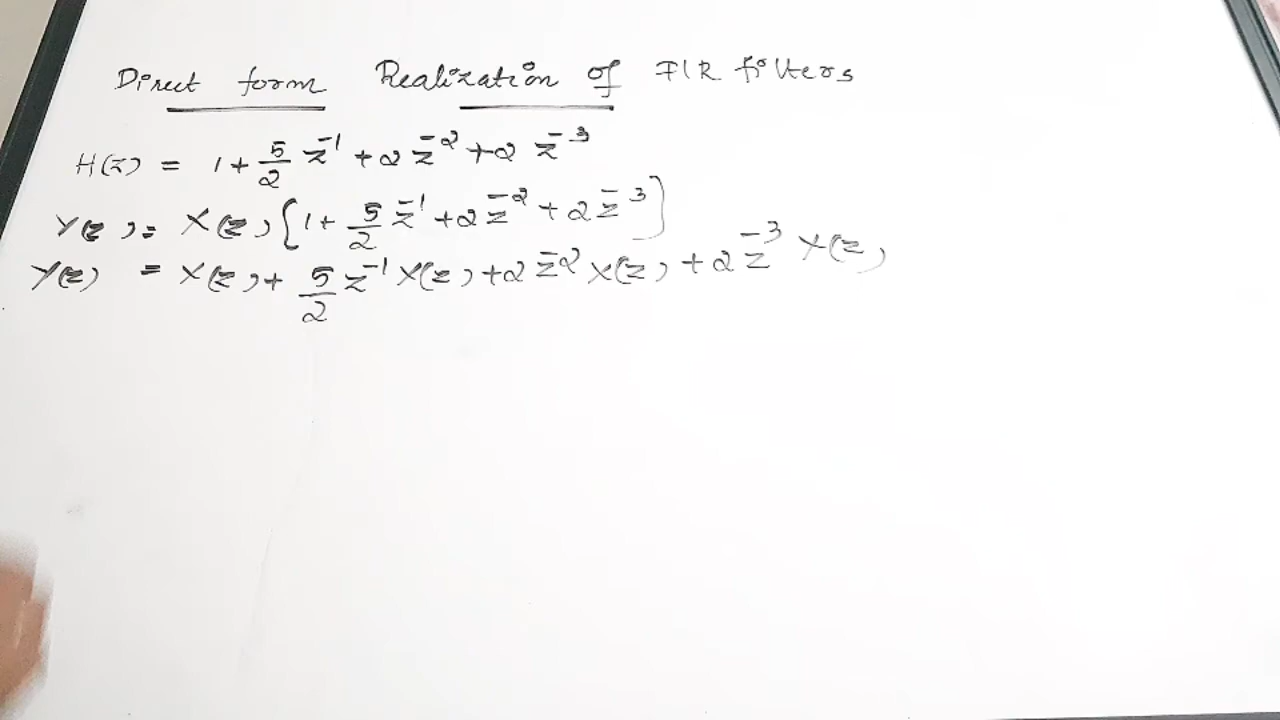 Direct form Realization of FIR filters
H(z) = 1 + 5/2 z^-1 + 2 z^-2 + 2 z^-3
Y(z) = X(z) [1 + 5/2 z^-1 + 2 z^-2 + 2 z^-3]
Y(z) = X(z) + 5/2 z^-1 X(z) + 2 z^-2 X(z) + 2 z^-3 X(z)